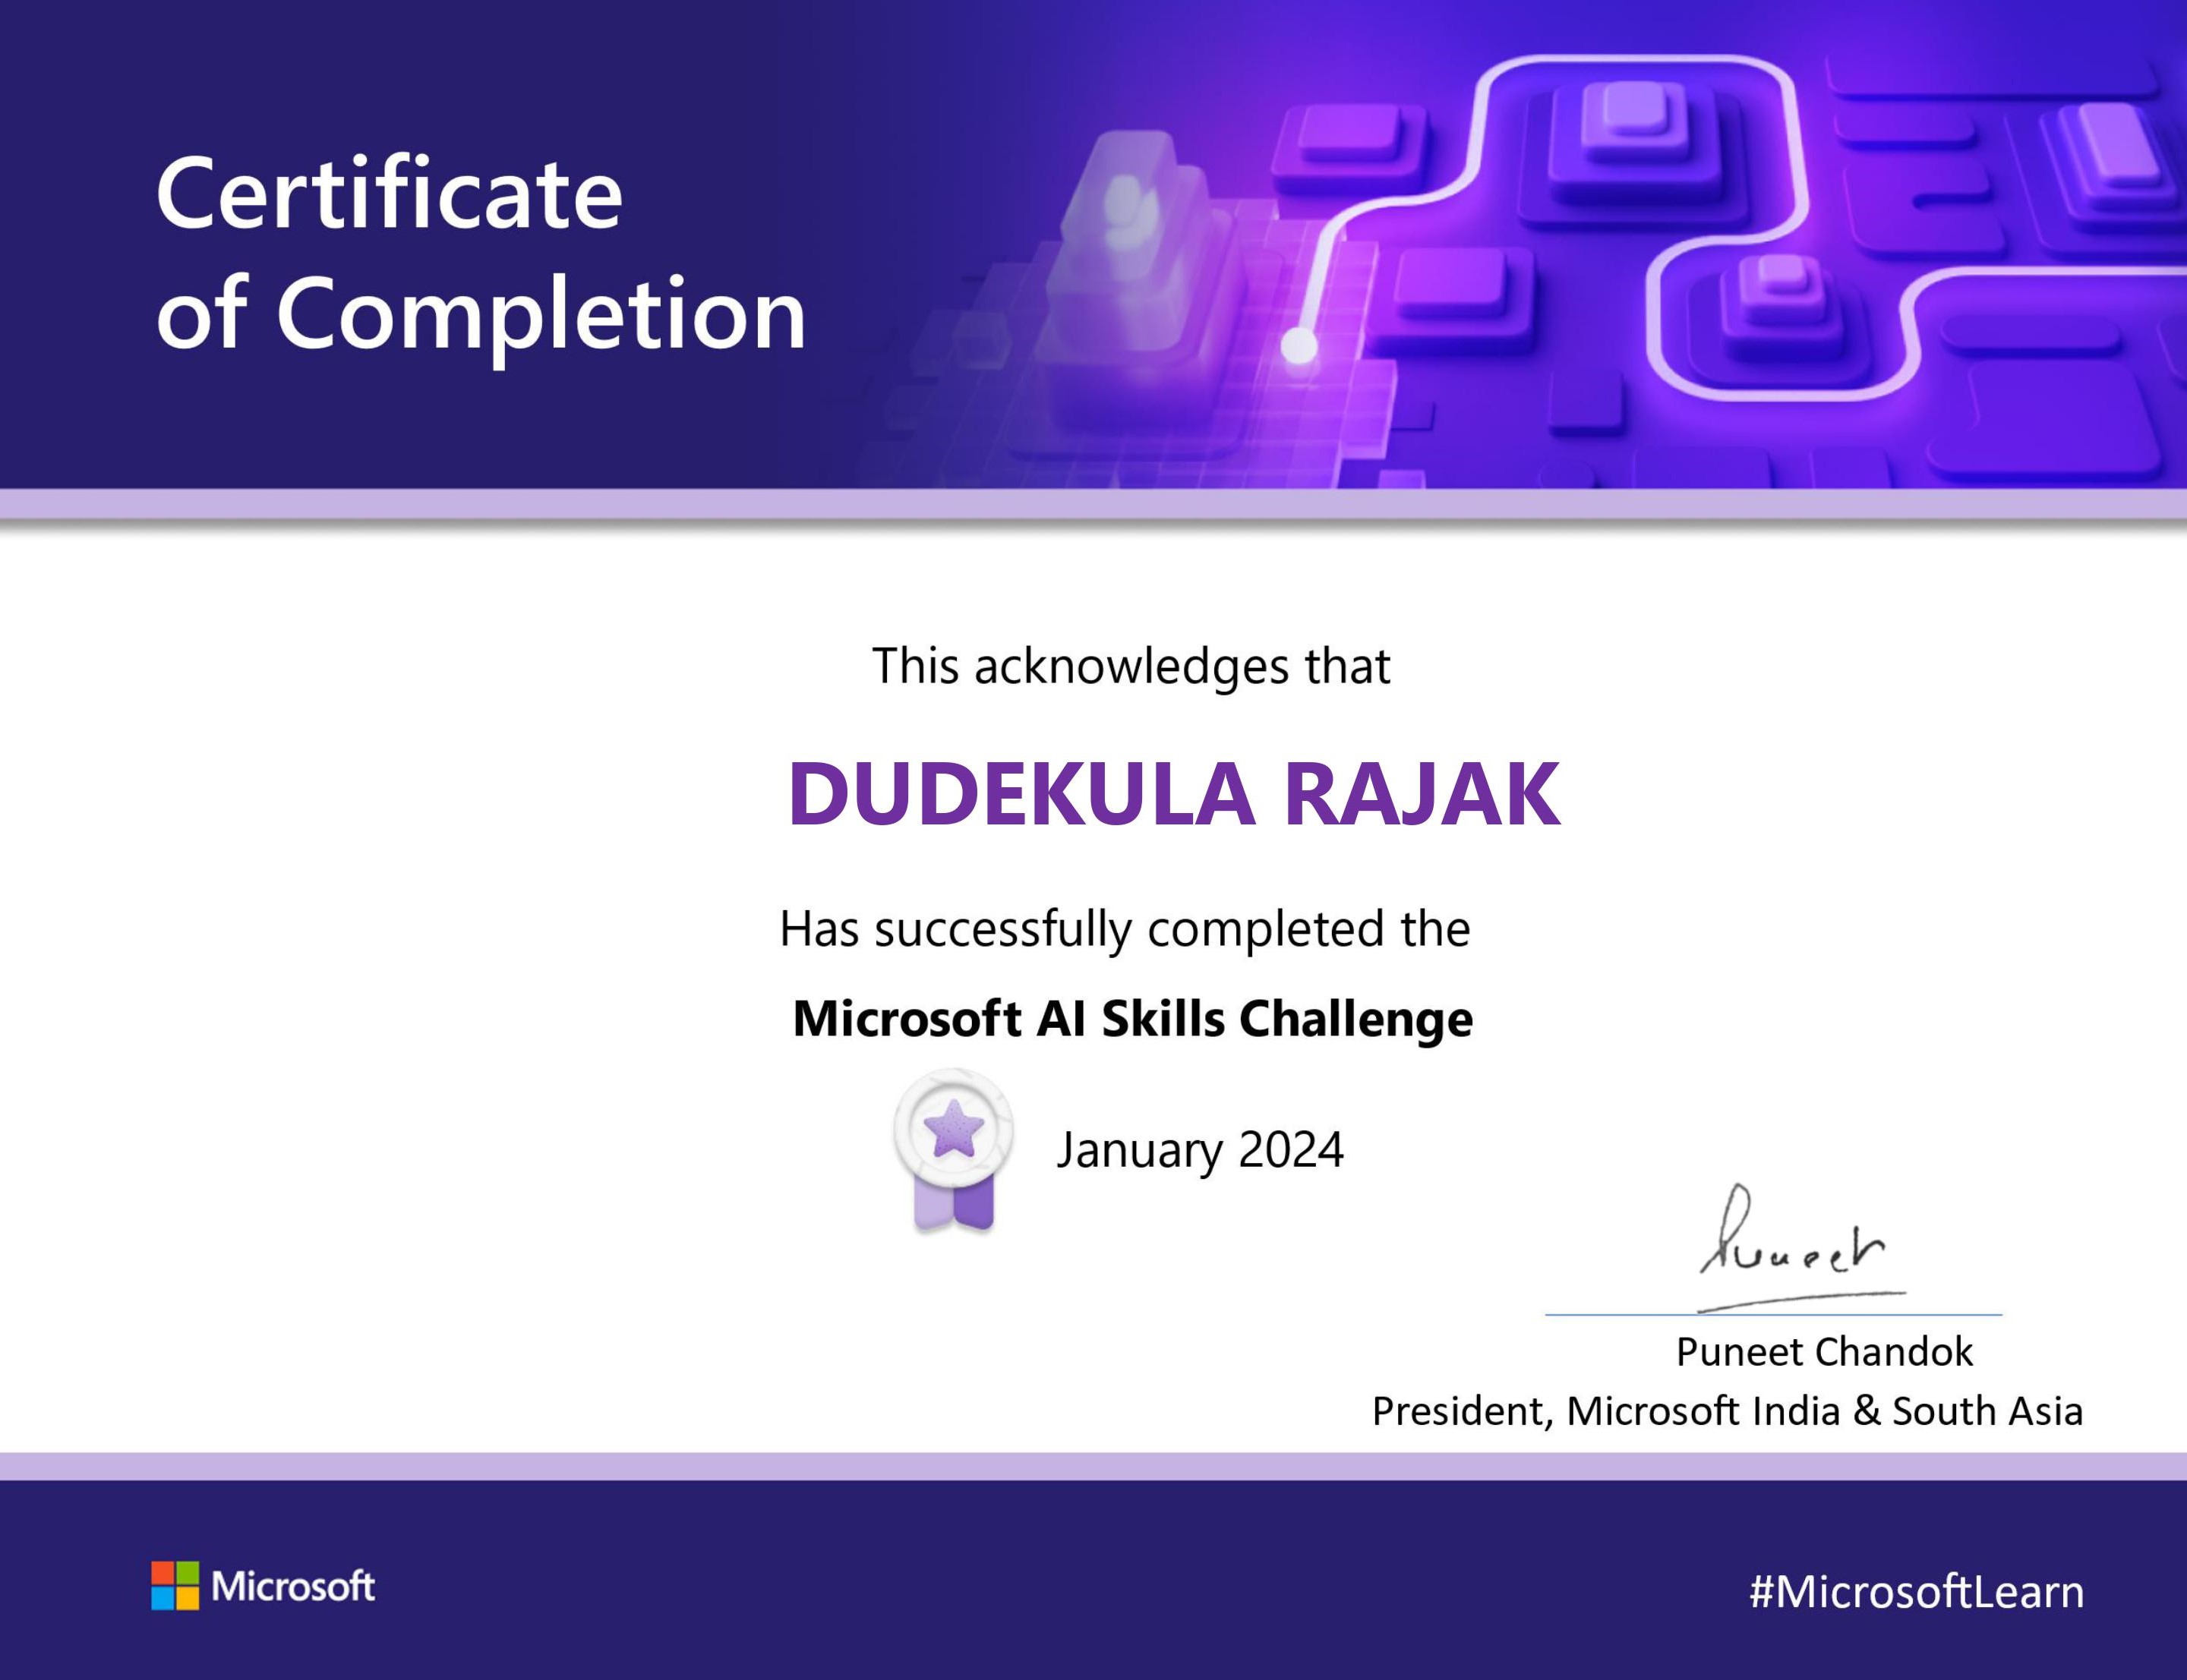 Certificate
of Completion
This acknowledges that
DUDEKULA RAJAK
Has successfully completed the
Microsoft AI Skills Challenge
January 2024
Puneet
Puneet Chandok
President, Microsoft India & South Asia
Microsoft
#MicrosoftLearn